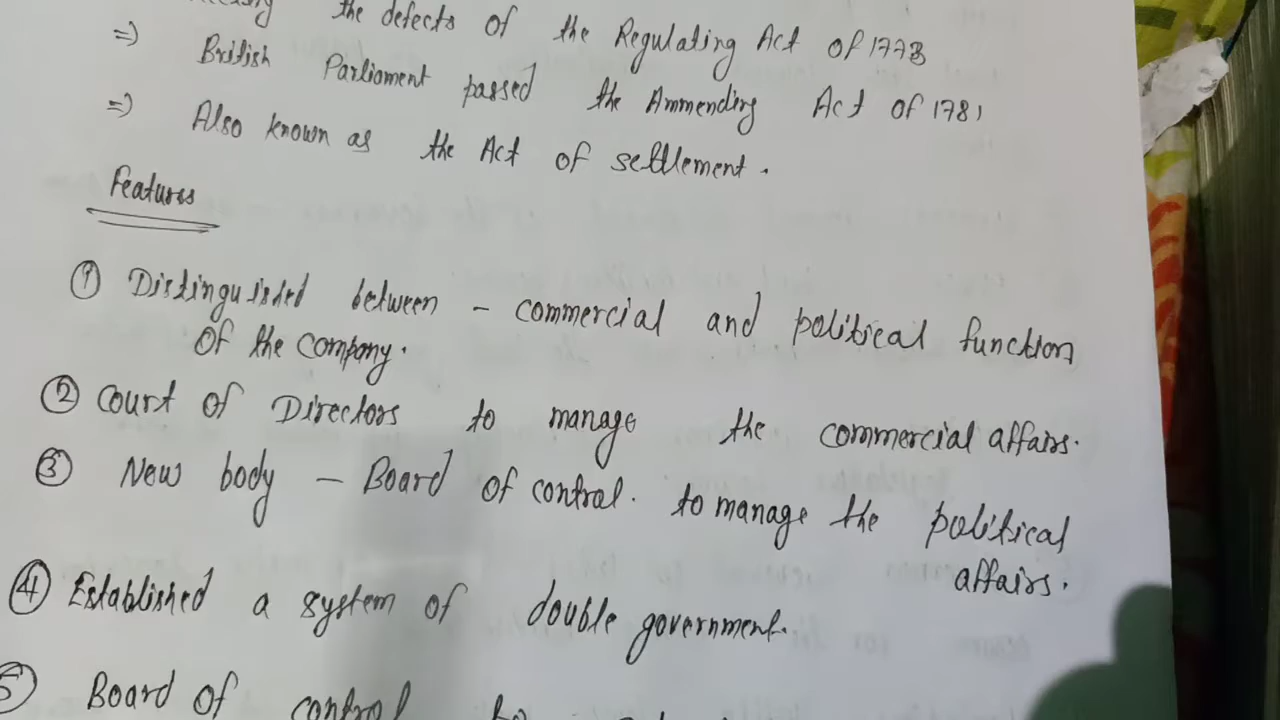 the defects of the Regulating Act of 1773
=) British Parliament passed the Ammending Act of 1781
=) Also known as the Act of settlement.
Features
① Distinguished between - commercial and political function
of the company.
② Court of Directors to manage the commercial affairs.
③ New body - Board of control. to manage the political
affairs.
④ Established a system of double government.
⑤ Board of control to